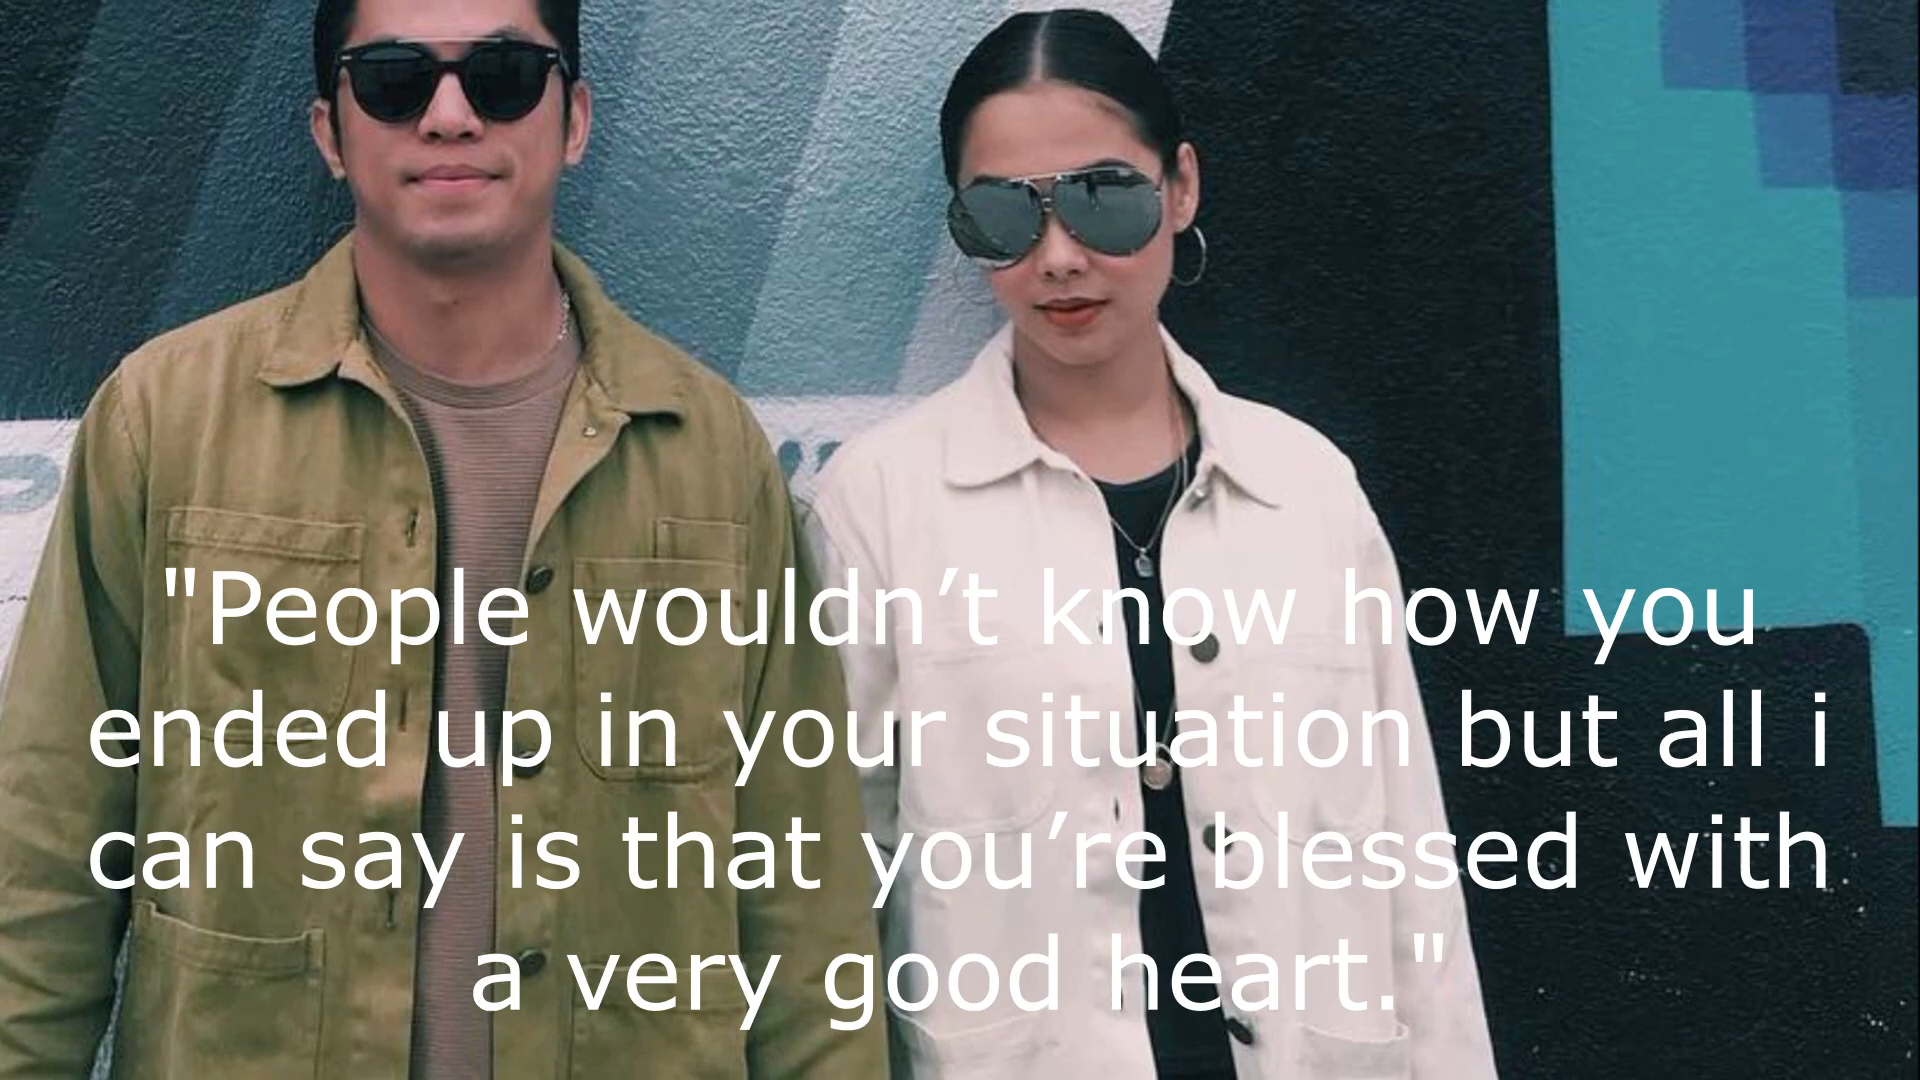 "People wouldn’t know how you
ended up in your situation but all i
can say is that you’re blessed with
a very good heart."